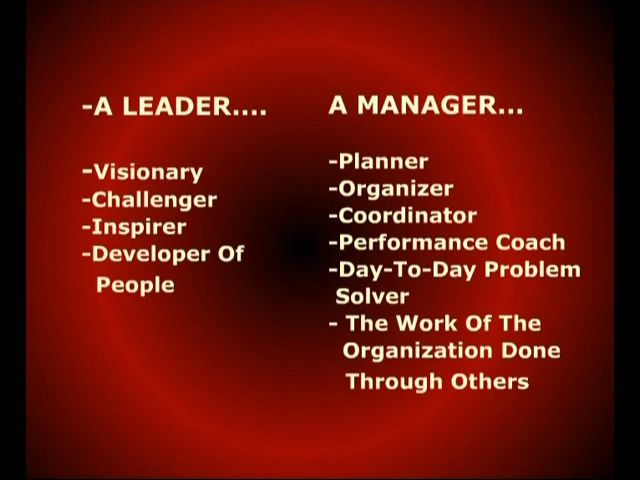 -A LEADER....
-Visionary
-Challenger
-Inspirer
-Developer Of
People
A MANAGER...
-Planner
-Organizer
-Coordinator
-Performance Coach
-Day-To-Day Problem
Solver
- The Work Of The
Organization Done
Through Others